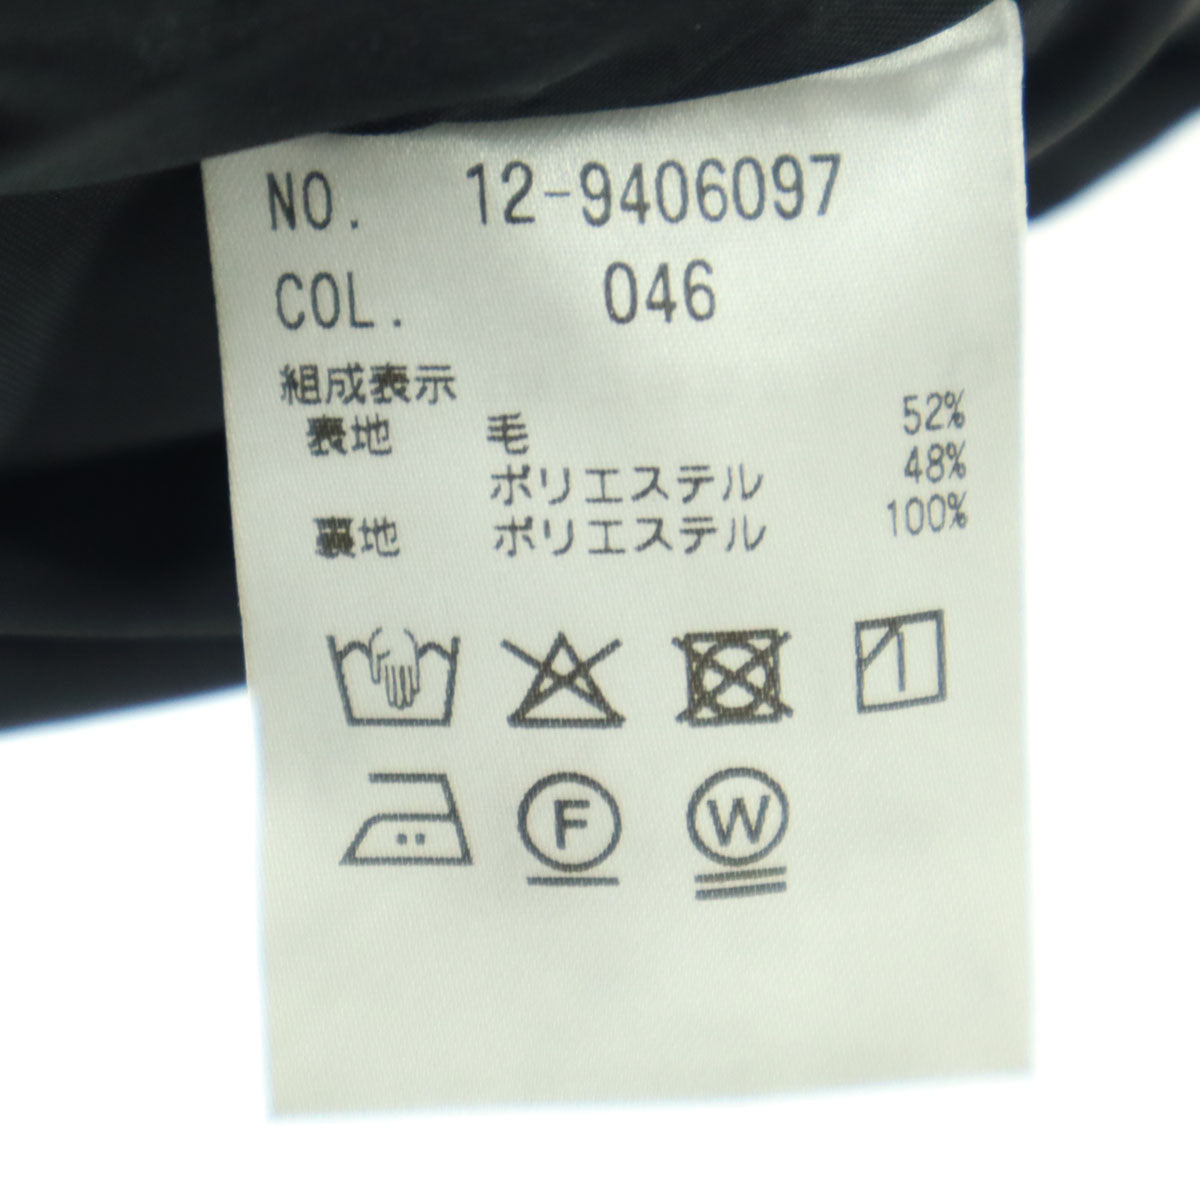 NO. 12-9406097
COL. 046
組成表示
表地 毛 52%
ポリエステル 48%
裏地 ポリエステル 100%
F
W